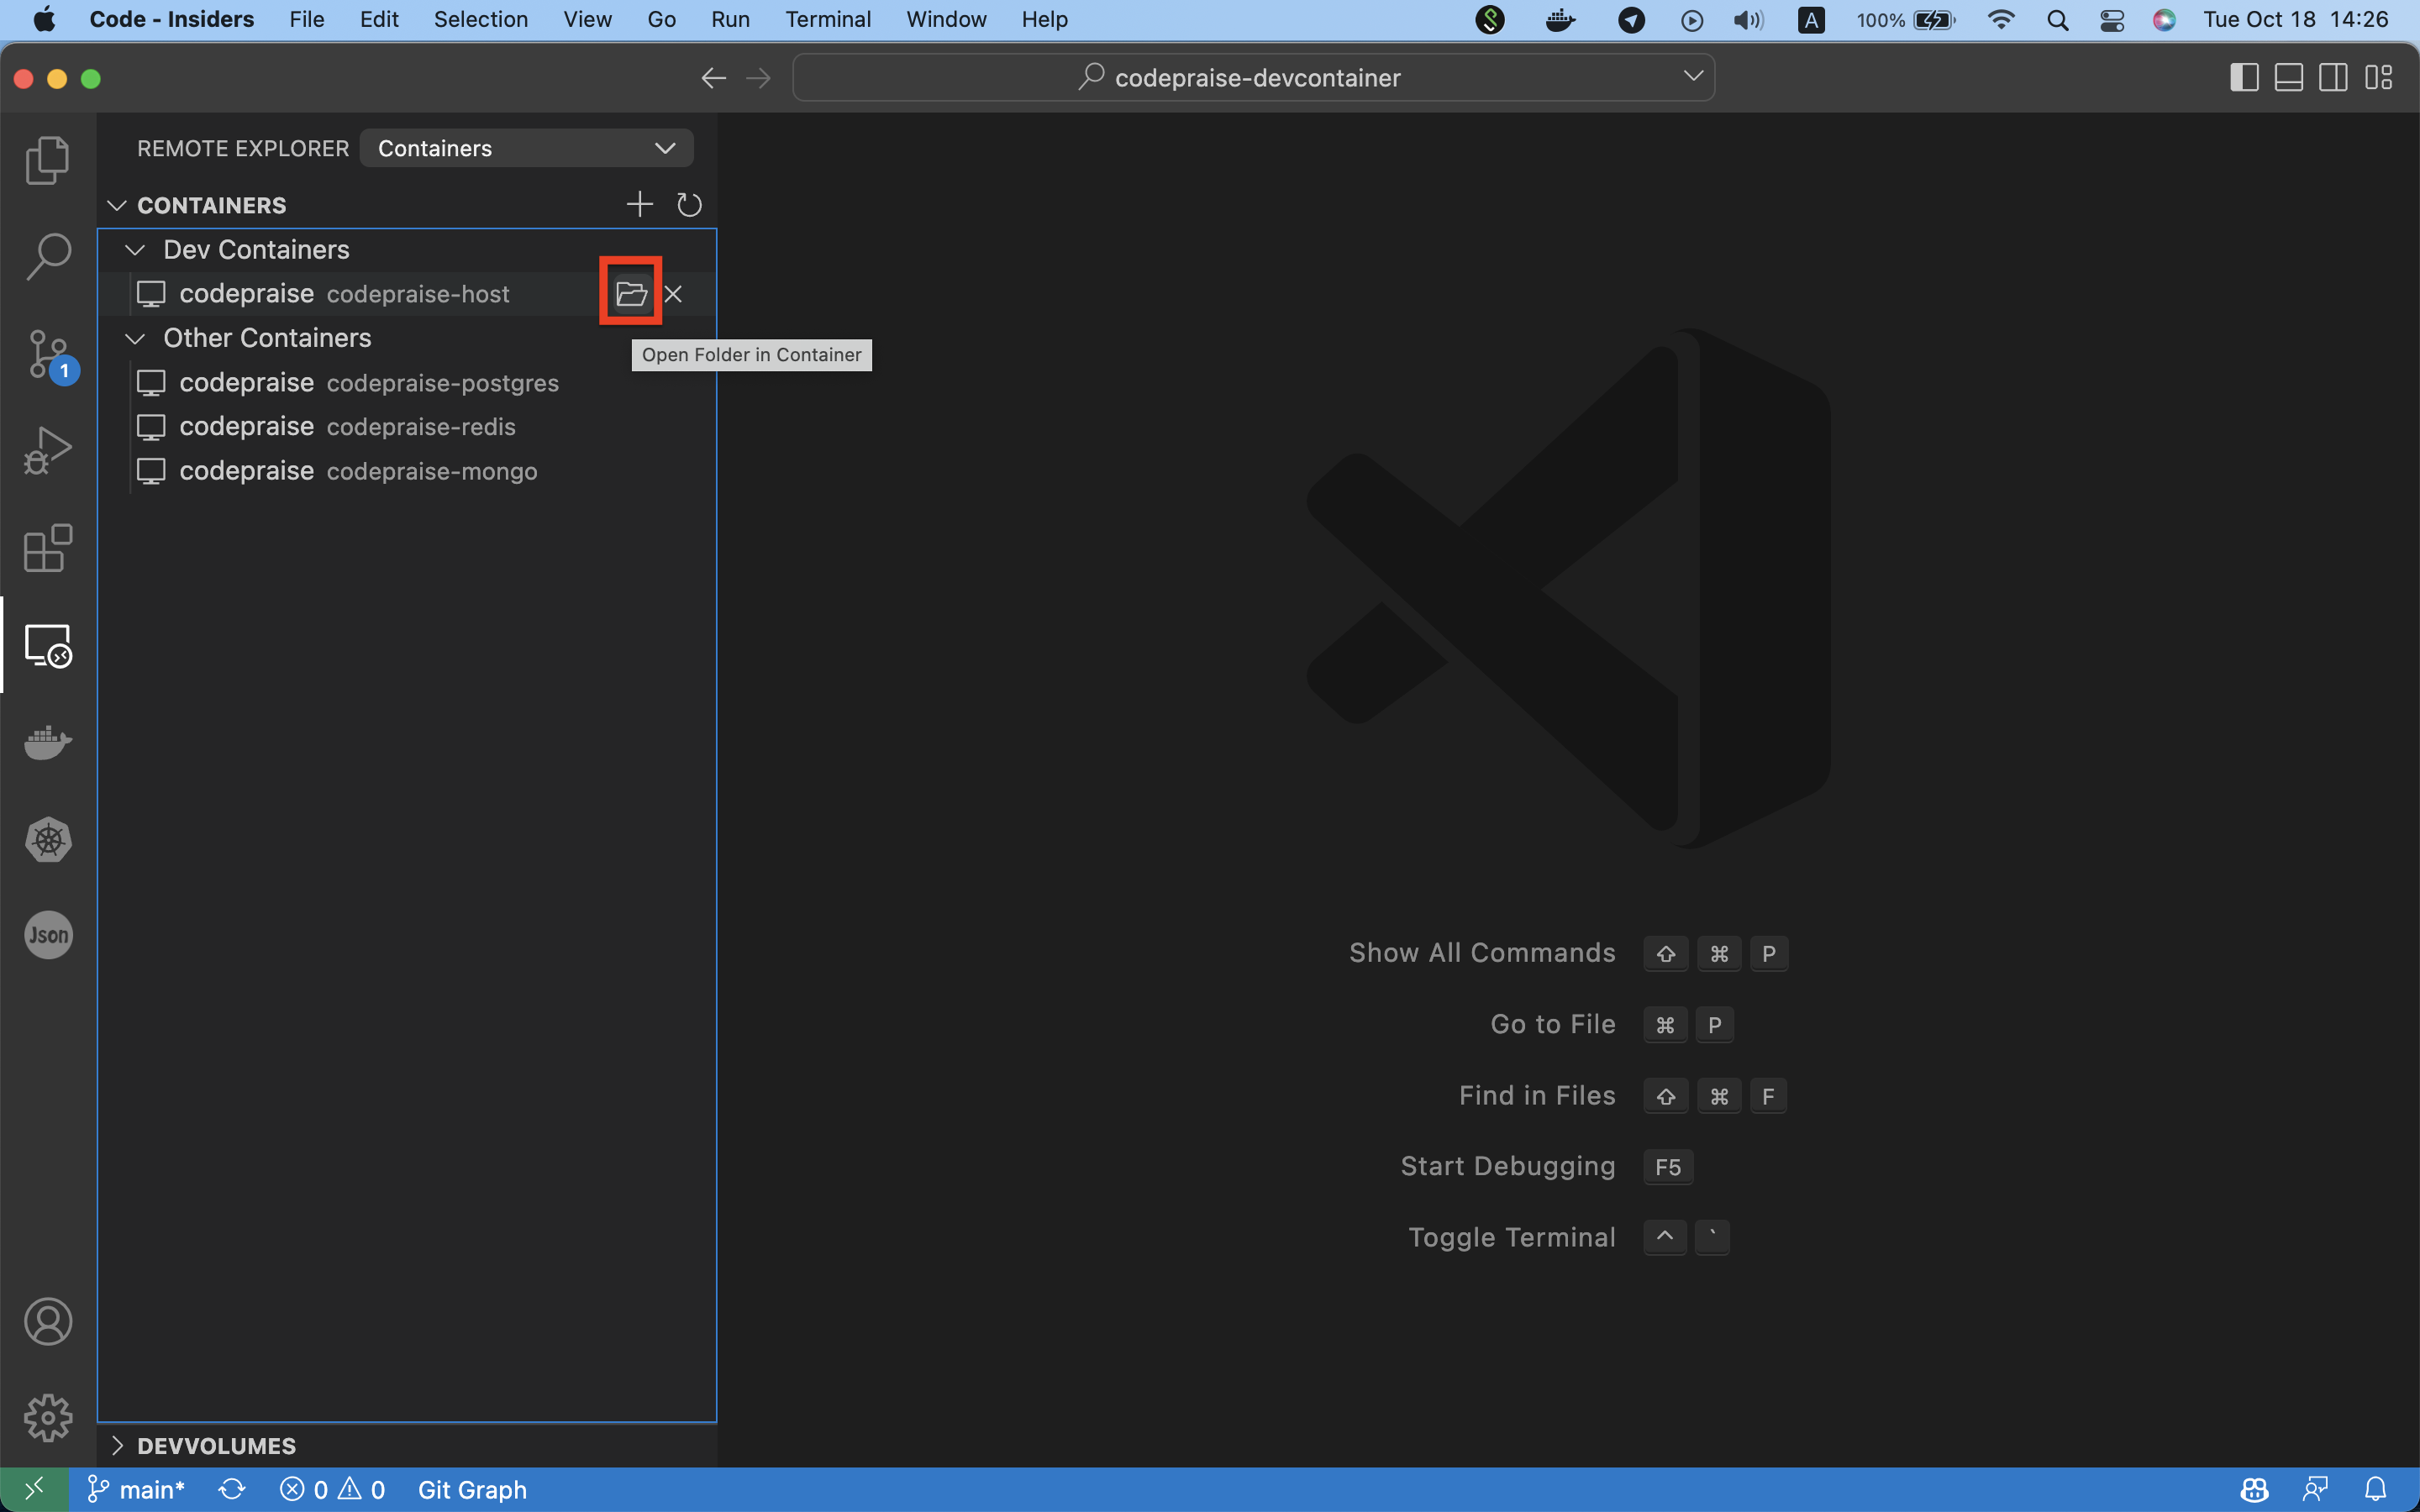 Code - Insiders File Edit Selection View Go Run Terminal Window Help A 100% Tue Oct 18 14:26
codepraise-devcontainer
REMOTE EXPLORER Containers
CONTAINERS
Dev Containers
codepraise codepraise-host
Other Containers
Open Folder in Container
codepraise codepraise-postgres
codepraise codepraise-redis
codepraise codepraise-mongo
1
Json
Show All Commands ⇧ ⌘ P
Go to File ⌘ P
Find in Files ⇧ ⌘ F
Start Debugging F5
Toggle Terminal ^ `
DEVVOLUMES
main* 0 0 Git Graph